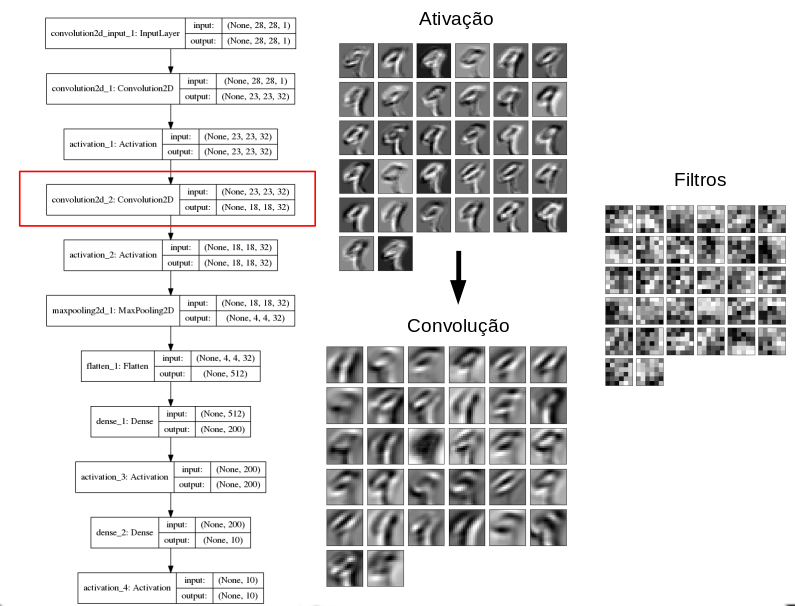 convolution2d_input_1: InputLayer
input: (None, 28, 28, 1)
output: (None, 28, 28, 1)
convolution2d_1: Convolution2D
input: (None, 28, 28, 1)
output: (None, 23, 23, 32)
activation_1: Activation
input: (None, 23, 23, 32)
output: (None, 23, 23, 32)
convolution2d_2: Convolution2D
input: (None, 23, 23, 32)
output: (None, 18, 18, 32)
activation_2: Activation
input: (None, 18, 18, 32)
output: (None, 18, 18, 32)
maxpooling2d_1: MaxPooling2D
input: (None, 18, 18, 32)
output: (None, 4, 4, 32)
flatten_1: Flatten
input: (None, 4, 4, 32)
output: (None, 512)
dense_1: Dense
input: (None, 512)
output: (None, 200)
activation_3: Activation
input: (None, 200)
output: (None, 200)
dense_2: Dense
input: (None, 200)
output: (None, 10)
activation_4: Activation
input: (None, 10)
output: (None, 10)
Ativação
Convolução
Filtros